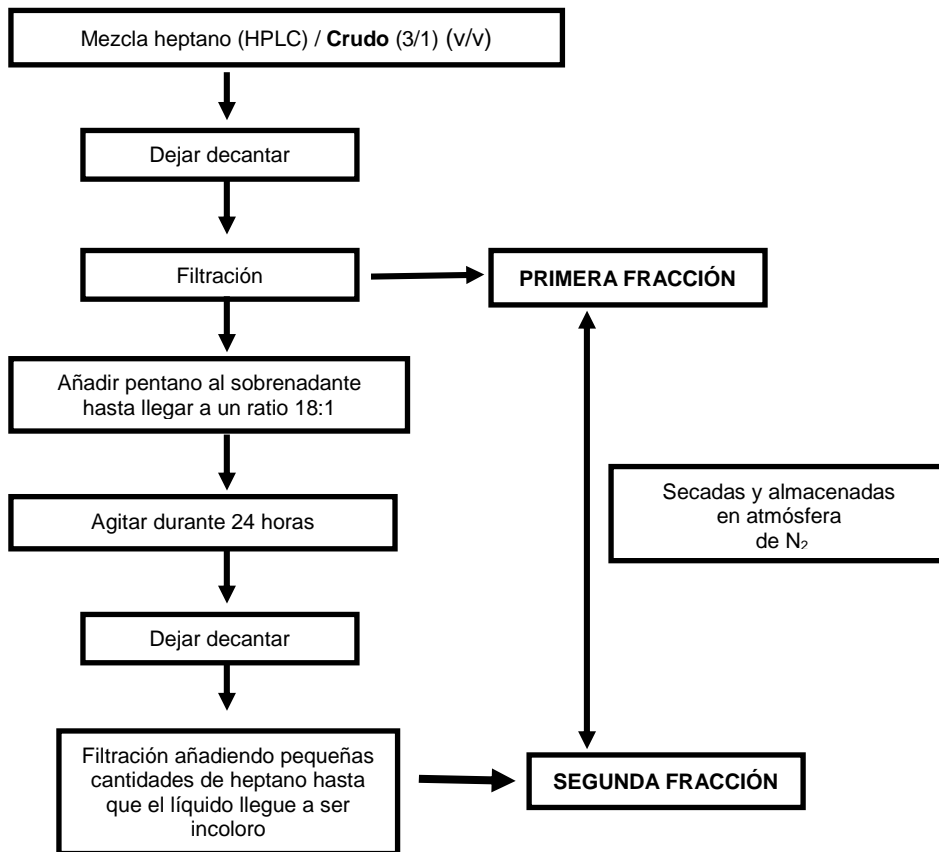 Mezcla heptano (HPLC) / Crudo (3/1) (v/v)
Dejar decantar
Filtración
PRIMERA FRACCIÓN
Añadir pentano al sobrenadante
hasta llegar a un ratio 18:1
Secadas y almacenadas
en atmósfera
de N₂
Agitar durante 24 horas
Dejar decantar
Filtración añadiendo pequeñas
cantidades de heptano hasta
que el líquido llegue a ser
incoloro
SEGUNDA FRACCIÓN